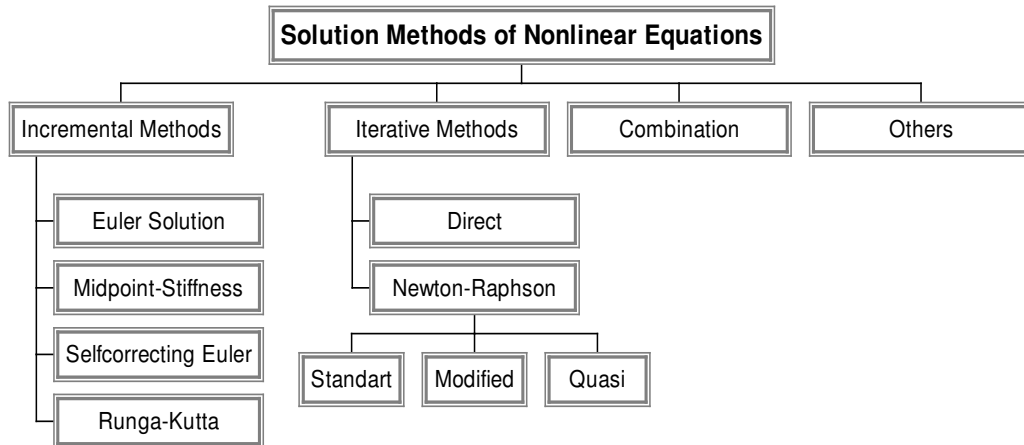 Solution Methods of Nonlinear Equations
Incremental Methods
Iterative Methods
Combination
Others
Euler Solution
Direct
Midpoint-Stiffness
Newton-Raphson
Selfcorrecting Euler
Standart
Modified
Quasi
Runga-Kutta